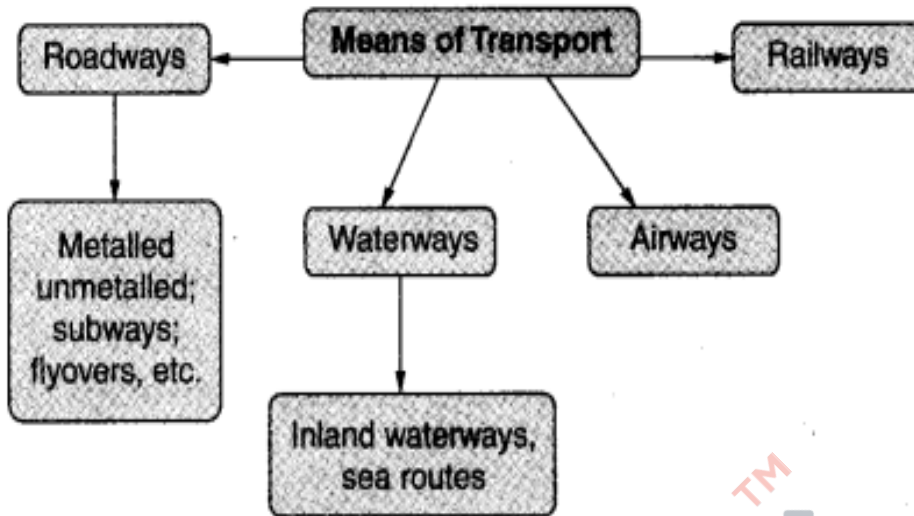 Means of Transport
Roadways
Railways
Metalled
unmetalled;
subways;
flyovers, etc.
Waterways
Airways
Inland waterways,
sea routes
TM